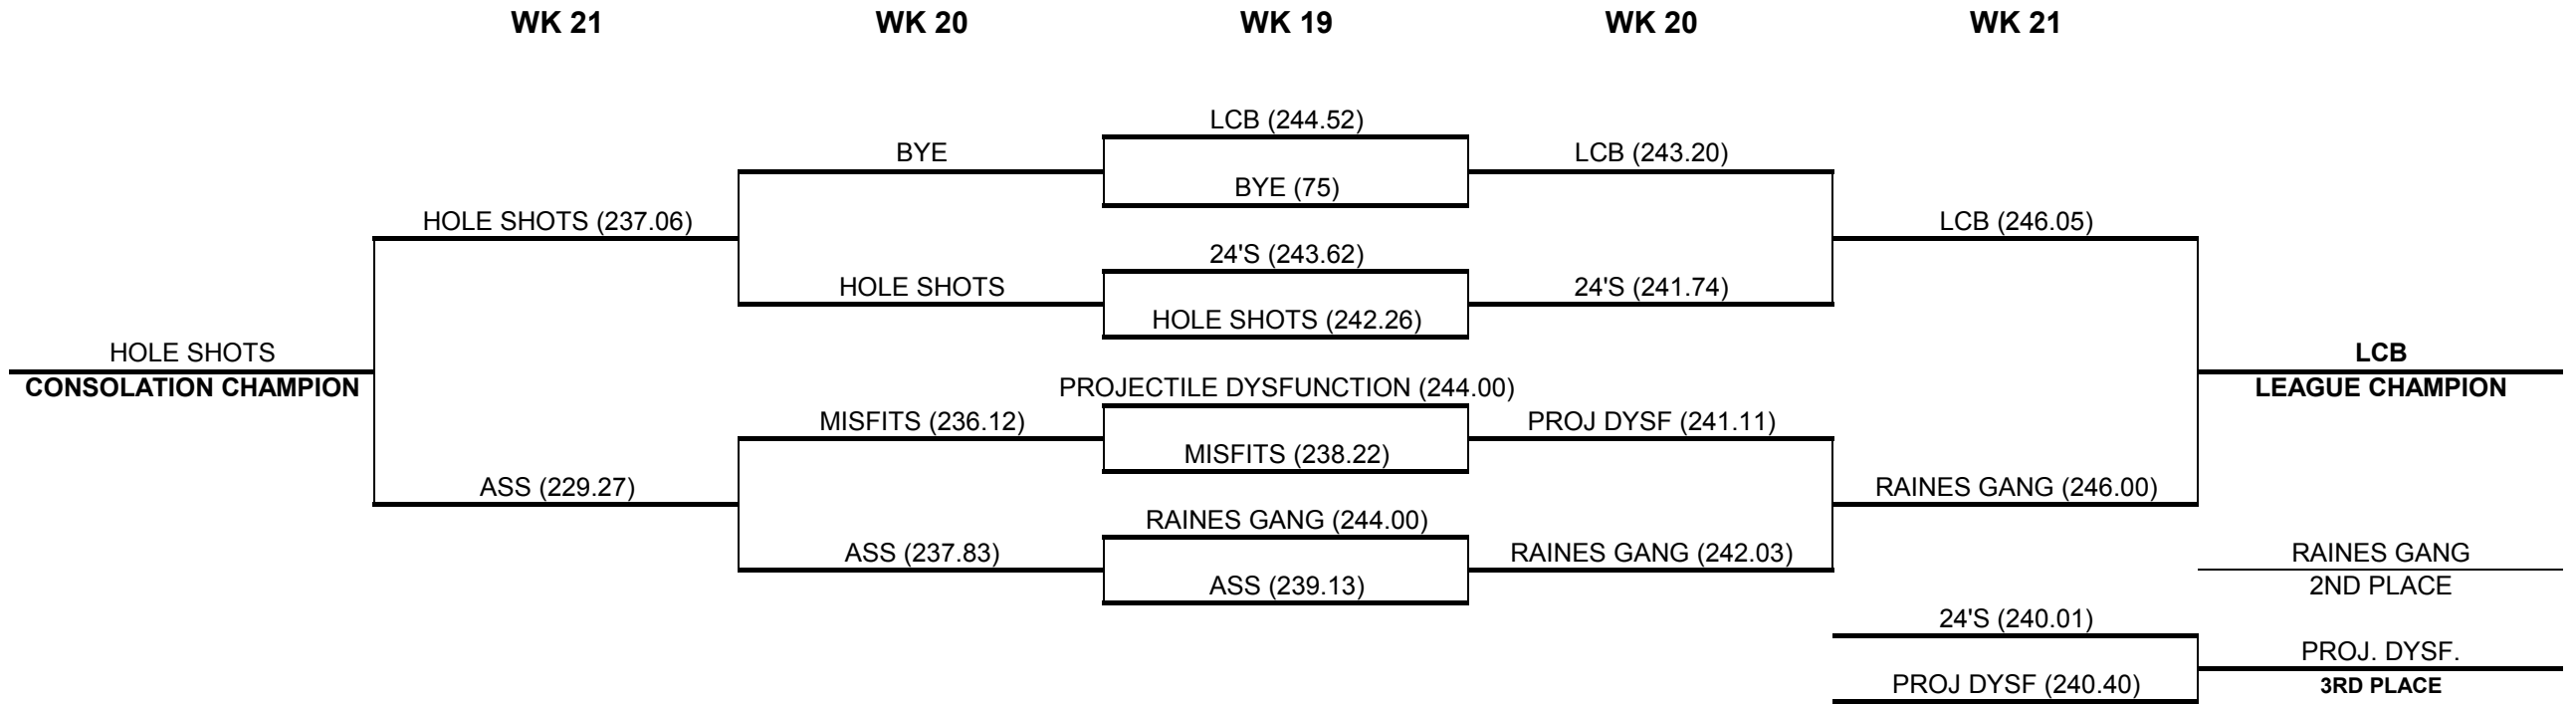 WK 21 WK 20 WK 19 WK 20 WK 21
LCB (244.52)
BYE LCB (243.20)
BYE (75)
HOLE SHOTS (237.06) LCB (246.05)
24'S (243.62)
HOLE SHOTS 24'S (241.74)
HOLE SHOTS (242.26)
HOLE SHOTS LCB
CONSOLATION CHAMPION PROJECTILE DYSFUNCTION (244.00) LEAGUE CHAMPION
MISFITS (236.12) PROJ DYSF (241.11)
MISFITS (238.22)
ASS (229.27) RAINES GANG (246.00)
RAINES GANG (244.00)
ASS (237.83) RAINES GANG (242.03) RAINES GANG
ASS (239.13) 2ND PLACE
24'S (240.01)
PROJ. DYSF.
PROJ DYSF (240.40) 3RD PLACE